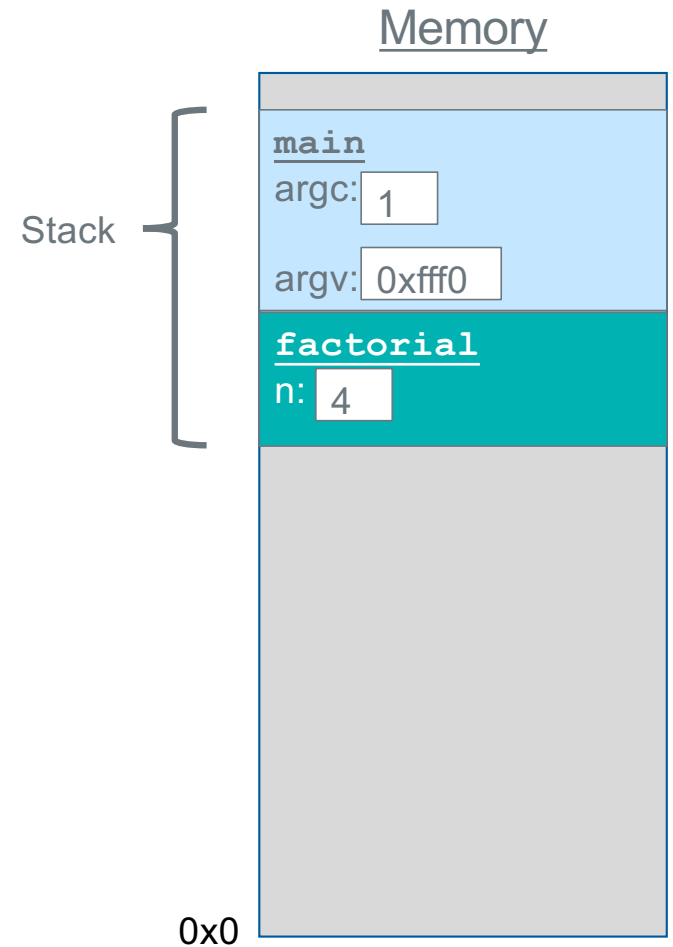 Memory
main
argc: 1
Stack
argv: 0xfff0
factorial
n: 4
0x0